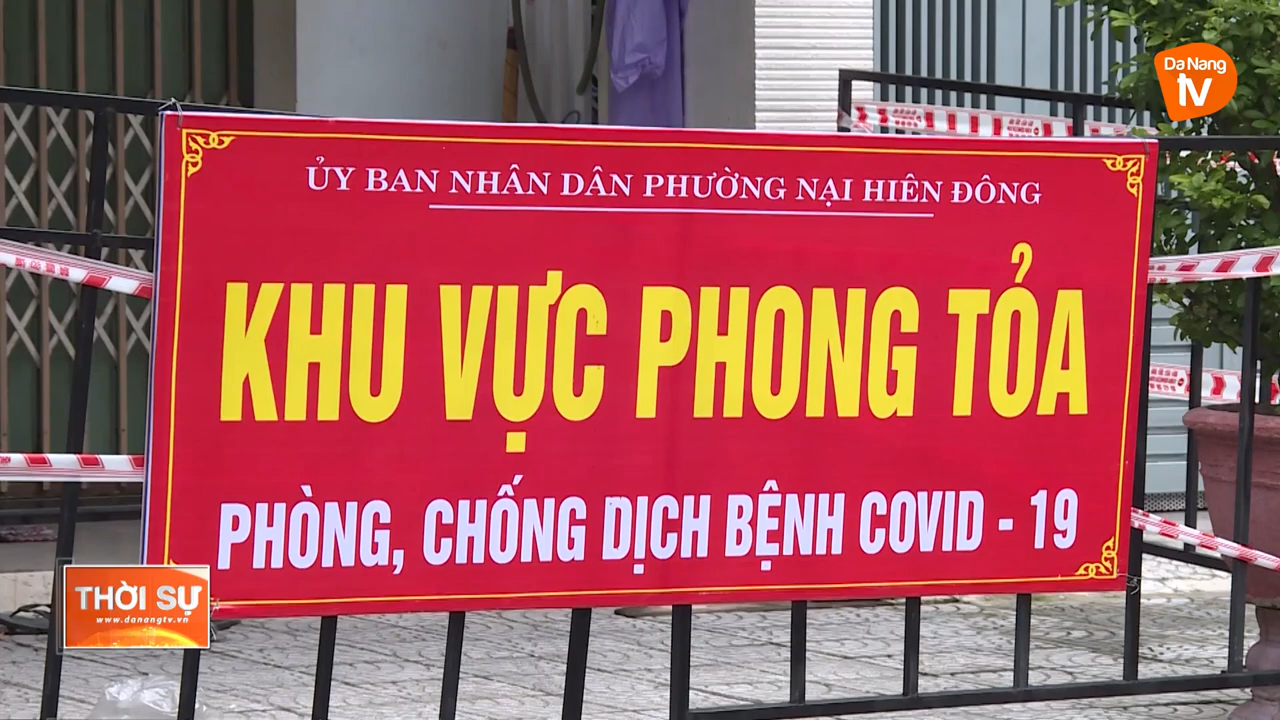 Da Nang
tv
ỦY BAN NHÂN DÂN PHƯỜNG NẠI HIÊN ĐÔNG
KHU VỰC PHONG TỎA
PHÒNG, CHỐNG DỊCH BỆNH COVID - 19
THỜI SỰ
www.danangtv.vn